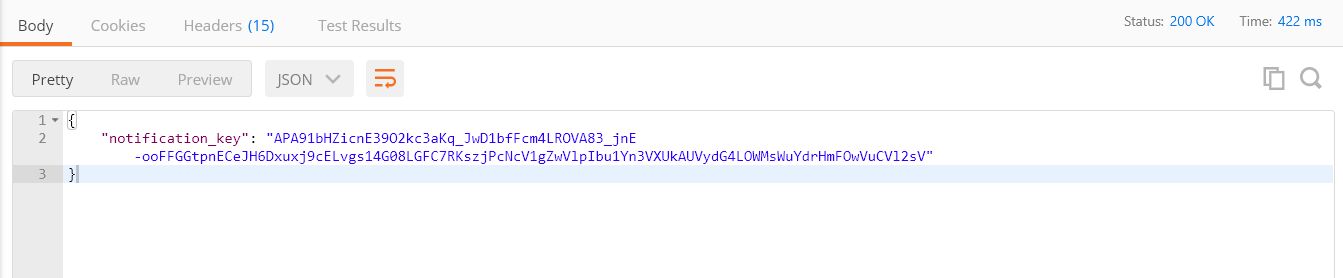 Body Cookies Headers (15) Test Results Status: 200 OK Time: 422 ms
Pretty Raw Preview JSON
1 {
2 "notification_key": "APA91bHZicnE39O2kc3aKq_JwD1bfFcm4LROVA83_jnE
-ooFFGGtpnECeJH6Dxuxj9cELvgs14G08LGFC7RKszjPcNcV1gZwVlpIbu1Yn3VXUkAUVydG4LOWMsWuYdrHmFOwVuCVl2sV"
3 }